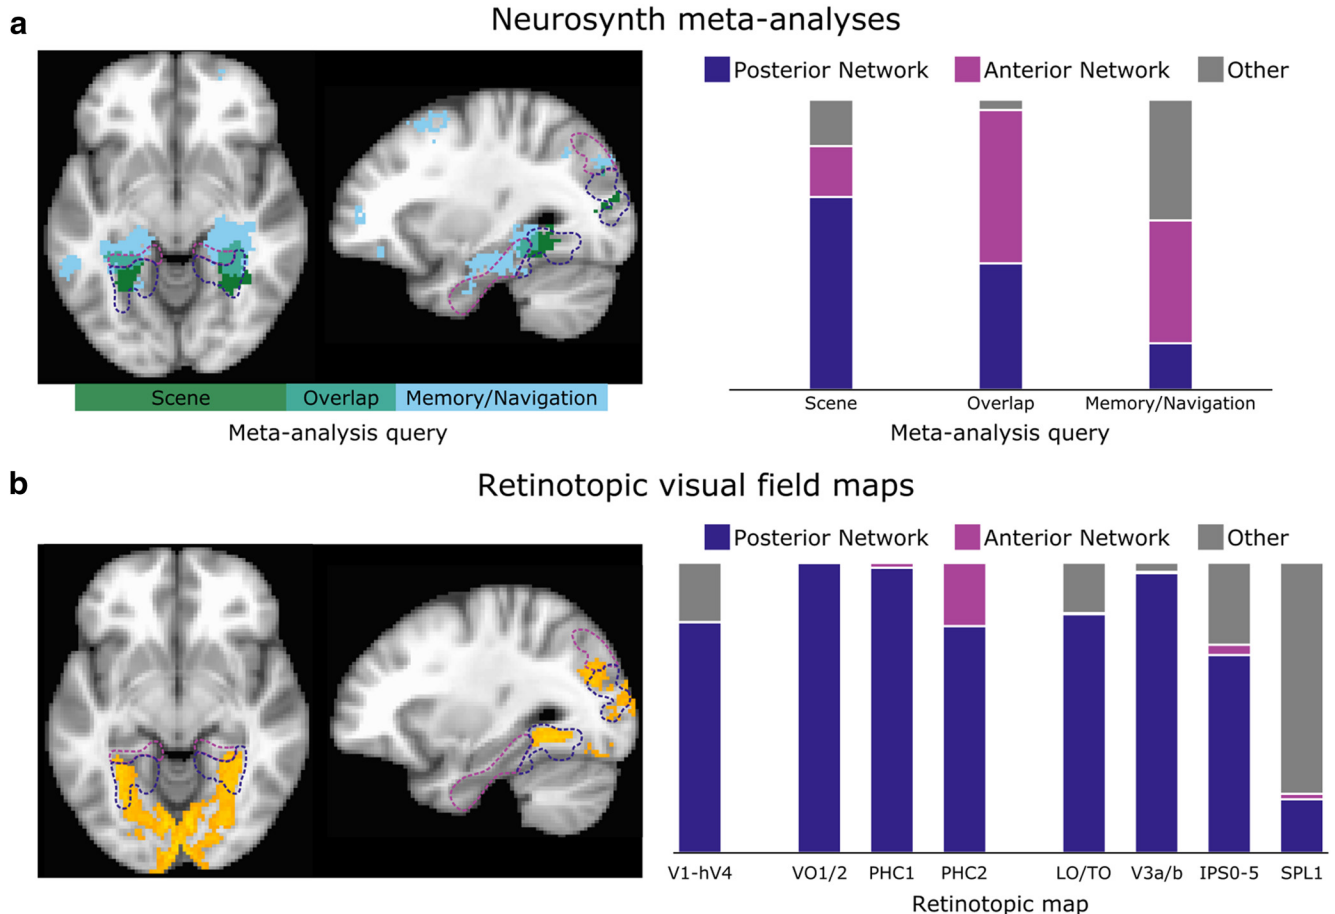 a
Neurosynth meta-analyses
Posterior Network Anterior Network Other
Scene Overlap Memory/Navigation
Meta-analysis query
Scene Overlap Memory/Navigation
Meta-analysis query
b
Retinotopic visual field maps
Posterior Network Anterior Network Other
V1-hV4 VO1/2 PHC1 PHC2 LO/TO V3a/b IPS0-5 SPL1
Retinotopic map